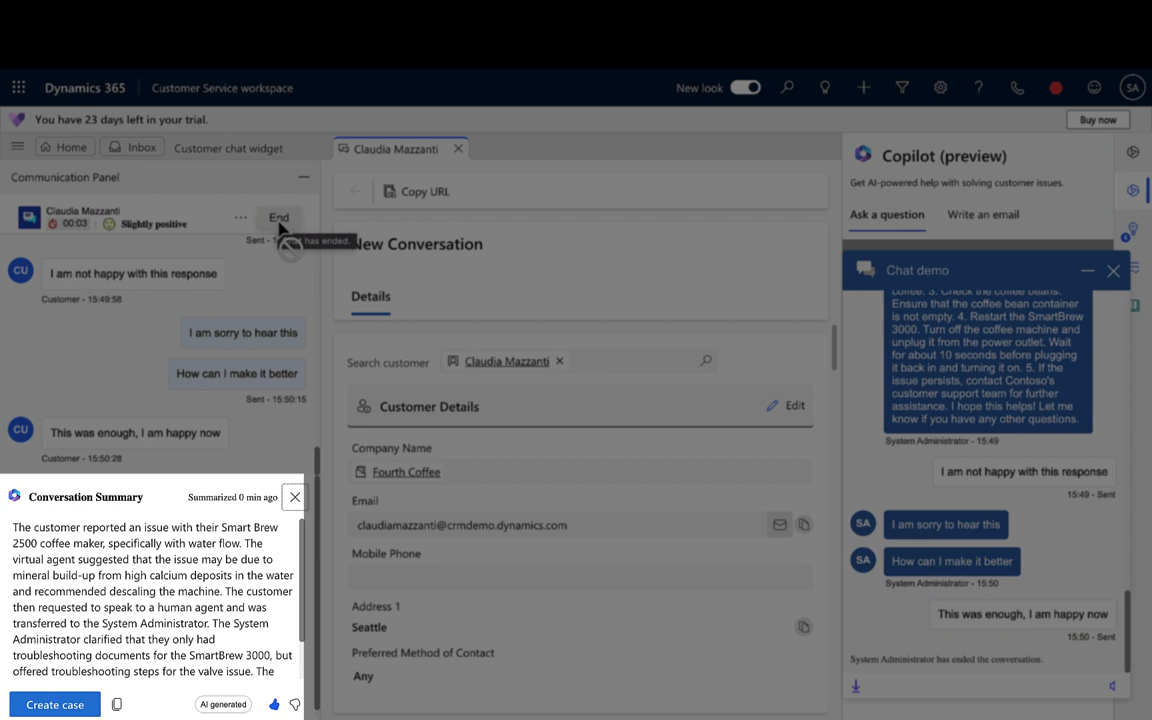 Dynamics 365
Customer Service workspace
New look
SA
You have 23 days left in your trial.
Buy now
Home
Inbox
Customer chat widget
Communication Panel
Claudia Mazzanti
00:03
Slightly positive
End
Sent -
has ended.
CU
I am not happy with this response
Customer - 15:49:58
I am sorry to hear this
How can I make it better
Sent - 15:50:15
CU
This was enough, I am happy now
Customer - 15:50:28
Conversation Summary
Summarized 0 min ago
The customer reported an issue with their Smart Brew
2500 coffee maker, specifically with water flow. The
virtual agent suggested that the issue may be due to
mineral build-up from high calcium deposits in the water
and recommended descaling the machine. The customer
then requested to speak to a human agent and was
transferred to the System Administrator. The System
Administrator clarified that they only had
troubleshooting documents for the SmartBrew 3000, but
offered troubleshooting steps for the valve issue. The
Create case
AI generated
Claudia Mazzanti
Copy URL
New Conversation
Details
Search customer
Claudia Mazzanti
Customer Details
Edit
Company Name
Fourth Coffee
Email
claudiamazzanti@crmdemo.dynamics.com
Mobile Phone
Address 1
Seattle
Preferred Method of Contact
Any
Copilot (preview)
Get AI-powered help with solving customer issues.
Ask a question
Write an email
Chat demo
coffee. 3. Check the coffee beans.
Ensure that the coffee bean container
is not empty. 4. Restart the SmartBrew
3000. Turn off the coffee machine and
unplug it from the power outlet. Wait
for about 10 seconds before plugging
it back in and turning it on. 5. If the
issue persists, contact Contoso's
customer support team for further
assistance. I hope this helps! Let me
know if you have any other questions.
System Administrator - 15:49
I am not happy with this response
15:49 - Sent
SA
I am sorry to hear this
SA
How can I make it better
System Administrator - 15:50
This was enough, I am happy now
15:50 - Sent
System Administrator has ended the conversation.